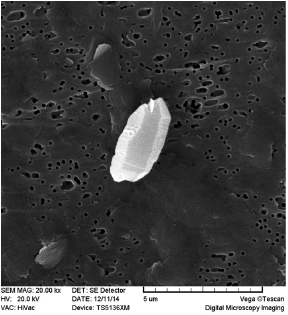 SEM MAG: 20.00 kx DET: SE Detector
HV: 20.0 kV DATE: 12/11/14 5 um Vega ©Tescan
VAC: HiVac Device: TS5136XM Digital Microscopy Imaging